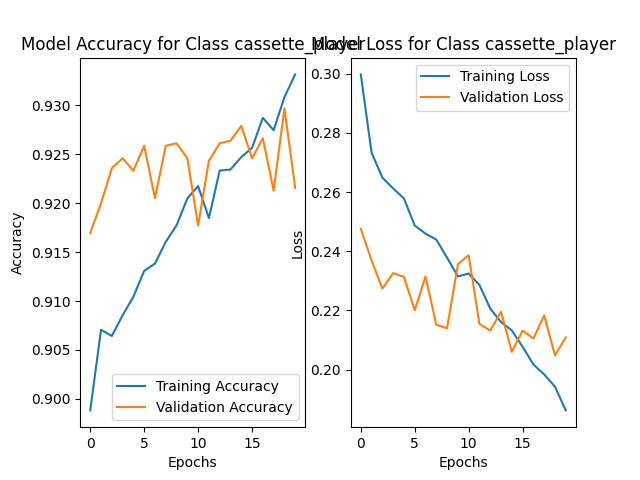 Model Accuracy for Class cassette_player
Model Loss for Class cassette_player
Accuracy
0.930
0.925
0.920
0.915
0.910
0.905
0.900
Training Accuracy
Validation Accuracy
0 5 10 15
Epochs
Loss
0.30
0.28
0.26
0.24
0.22
0.20
Training Loss
Validation Loss
0 5 10 15
Epochs